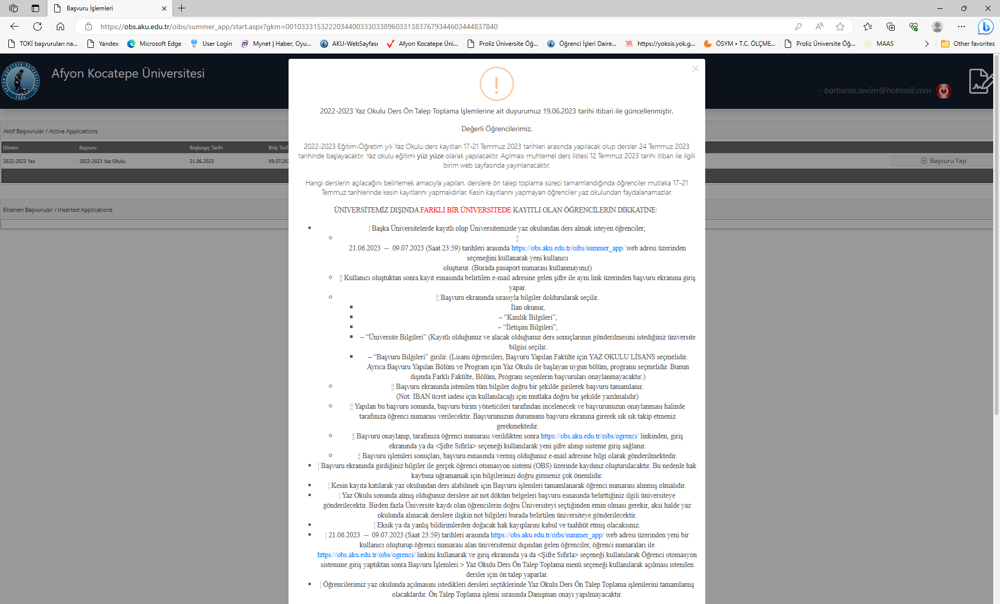 Başvuru İşlemleri
https://obs.aku.edu.tr/oibs/summer_app/start.aspx?gkm=0010333153222034400333033896033138376793446034448378​40
TOKİ başvuruları na...
Yandex
Microsoft Edge
User Login
Mynet | Haber, Oyu...
AKU-WebSayfası
Afyon Kocatepe Üni...
Proliz Üniversite Öğ...
Öğrenci İşleri Daire...
https://yoksis.yok.g...
ÖSYM • T.C. ÖLÇME...
Proliz Üniversite Öğ...
MAAS
Other favorites
Afyon Kocatepe Üniversitesi
- barbaros.sevim@hotmail.com
Aktif Başvurular / Active Applications
Dönem Başvuru Başlangıç Tarihi Bitiş Tarih
2022-2023 Yaz 2022-2023 Yaz Okulu. 21.06.2023 09.07.202
Başvuru Yap
Eklenen Başvurular / Inserted Applications
2022-2023 Yaz Okulu Ders Ön Talep Toplama İşlemlerine ait duyurumuz 19.06.2023 tarihi itibari ile güncellenmiştir.
Değerli Öğrencilerimiz,
2022-2023 Eğitim-Öğretim yılı Yaz Okulu ders kayıtları 17-21 Temmuz 2023 tarihleri arasında yapılacak olup dersler 24 Temmuz 2023
tarihinde başlayacaktır. Yaz okulu eğitimi yüz yüze olarak yapılacaktır. Açılması muhtemel ders listesi 12 Temmuz 2023 tarihi itibarı ile ilgili
birim web sayfasında yayınlanacaktır.
Hangi derslerin açılacağını belirlemek amacıyla yapılan, derslere ön talep toplama süreci tamamlandığında öğrenciler mutlaka 17-21
Temmuz tarihlerinde kesin kayıtlarını yapmalıdırlar. Kesin kayıtlarını yapmayan öğrenciler yaz okulundan faydalanamazlar.
ÜNİVERSİTEMİZ DIŞINDA FARKLI BİR ÜNİVERSİTEDE KAYITLI OLAN ÖĞRENCİLERİN DİKKATİNE:
¦ Başka Üniversitelerde kayıtlı olup Üniversitemizde yaz okulundan ders almak isteyen öğrenciler;
¦¦
21.06.2023 -- 09.07.2023 (Saat 23:59) tarihleri arasında https://obs.aku.edu.tr/oibs/summer_app/ web adresi üzerinden
seçeneğini kullanarak yeni kullanıcı
oluşturur. (Burada pasaport numarası kullanmayınız)
¦¦ Kullanıcı oluştuktan sonra kayıt esnasında belirtilen e-mail adresine gelen şifre ile aynı link üzerinden başvuru ekranına giriş
yapar.
¦¦ Başvuru ekranında sırasıyla bilgiler doldurularak seçilir.
İlan okunur,
– “Kimlik Bilgileri”,
– “İletişim Bilgileri”,
– “Üniversite Bilgileri” (Kayıtlı olduğunuz ve alacak olduğunuz ders sonuçlarının gönderilmesini istediğiniz üniversite
bilgisi seçilir.
– “Başvuru Bilgileri” girilir. (Lisans öğrencileri, Başvuru Yapılan Fakülte için YAZ OKULU LİSANS seçmelidir.
Ayrıca Başvuru Yapılan Bölüm ve Program için Yaz Okulu ile başlayan uygun bölüm, programı seçmelidir. Bunun
dışında Farklı Fakülte, Bölüm, Program seçenlerin başvuruları onaylanmayacaktır.)
¦¦ Başvuru ekranında istenilen tüm bilgiler doğru bir şekilde girilerek başvuru tamamlanır.
(Not: IBAN ücret iadesi için kullanılacağı için mutlaka doğru bir şekilde yazılmalıdır)
¦¦ Yapılan bu başvuru sonunda, başvuru birim yöneticileri tarafından incelenecek ve başvurunuzun onaylanması halinde
tarafınıza öğrenci numarası verilecektir. Başvurunuzun durumunu başvuru ekranına girerek sık sık takip etmeniz
gerekmektedir.
¦¦ Başvuru onaylanıp, tarafınıza öğrenci numarası verildikten sonra https://obs.aku.edu.tr/oibs/ogrenci/ linkinden, giriş
ekranında ya da <Şifre Sıfırla> seçeneği kullanılarak yeni şifre alınıp sisteme giriş sağlanır.
¦¦ Başvuru işlemleri sonuçları, başvuru esnasında vermiş olduğunuz e-mail adresine bilgi olarak gönderilmektedir.
¦ Başvuru ekranında girdiğiniz bilgiler ile gerçek öğrenci otomasyon sistemi (OBS) üzerinde kaydınız oluşturulacaktır. Bu nedenle hak
kaybına uğramamak için bilgilerinizi doğru girmeniz çok önemlidir.
¦ Kesin kayıta katılarak yaz okulundan ders alabilmek için Başvuru işlemleri tamamlanarak öğrenci numarası alınmış olmalıdır.
¦ Yaz Okulu sonunda almış olduğunuz derslere ait not döküm belgeleri başvuru esnasında belirttiğiniz ilgili üniversiteye
gönderilecektir. Birden fazla Üniversite kaydı olan öğrencilerin doğru Üniversiteyi seçtiğinden emin olması gerekir, aksi halde yaz
okulunda alınacak derslere ilişkin not bilgileri burada belirtilen üniversiteye gönderilecektir.
¦ Eksik ya da yanlış bildirimlerden doğacak hak kayıplarını kabul ve taahhüt etmiş olacaksınız.
¦ 21.06.2023 -- 09.07.2023 (Saat 23:59) tarihleri arasında https://obs.aku.edu.tr/oibs/summer_app/ web adresi üzerinden yeni bir
kullanıcı oluşturup öğrenci numarası alan üniversitemiz dışından gelen öğrenciler, öğrenci numaraları ile
https://obs.aku.edu.tr/oibs/ogrenci/ linkini kullanarak ve giriş ekranında ya da <Şifre Sıfırla> seçeneği kullanılarak Öğrenci otomasyon
sistemine giriş yaptıktan sonra Başvuru İşlemleri > Yaz Okulu Ders Ön Talep Toplama menü seçeneği kullanılarak açılması istenilen
dersler için ön talep yaparlar.
¦ Öğrencilerimiz yaz okulunda açılmasını istedikleri dersleri seçtiklerinde Yaz Okulu Ders Ön Talep Toplama işlemlerini tamamlamış
olacaklardır. Ön Talep Toplama işlemi sırasında Danışman onayı yapılmayacaktır.